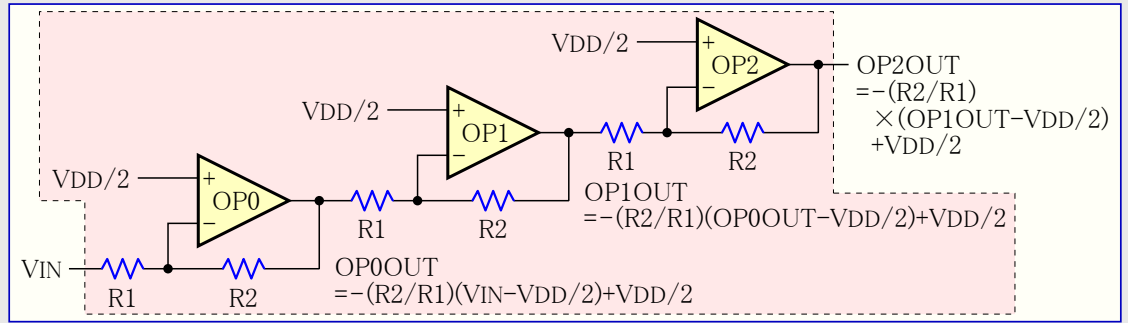 VDD/2
+
OP2
−
OP2OUT
=−(R2/R1)
×(OP1OUT−VDD/2)
+VDD/2
VDD/2
+
OP1
−
R1
R2
OP1OUT
=−(R2/R1)(OP0OUT−VDD/2)+VDD/2
VDD/2
+
OP0
−
R1
R2
VIN
R1
R2
OP0OUT
=−(R2/R1)(VIN−VDD/2)+VDD/2